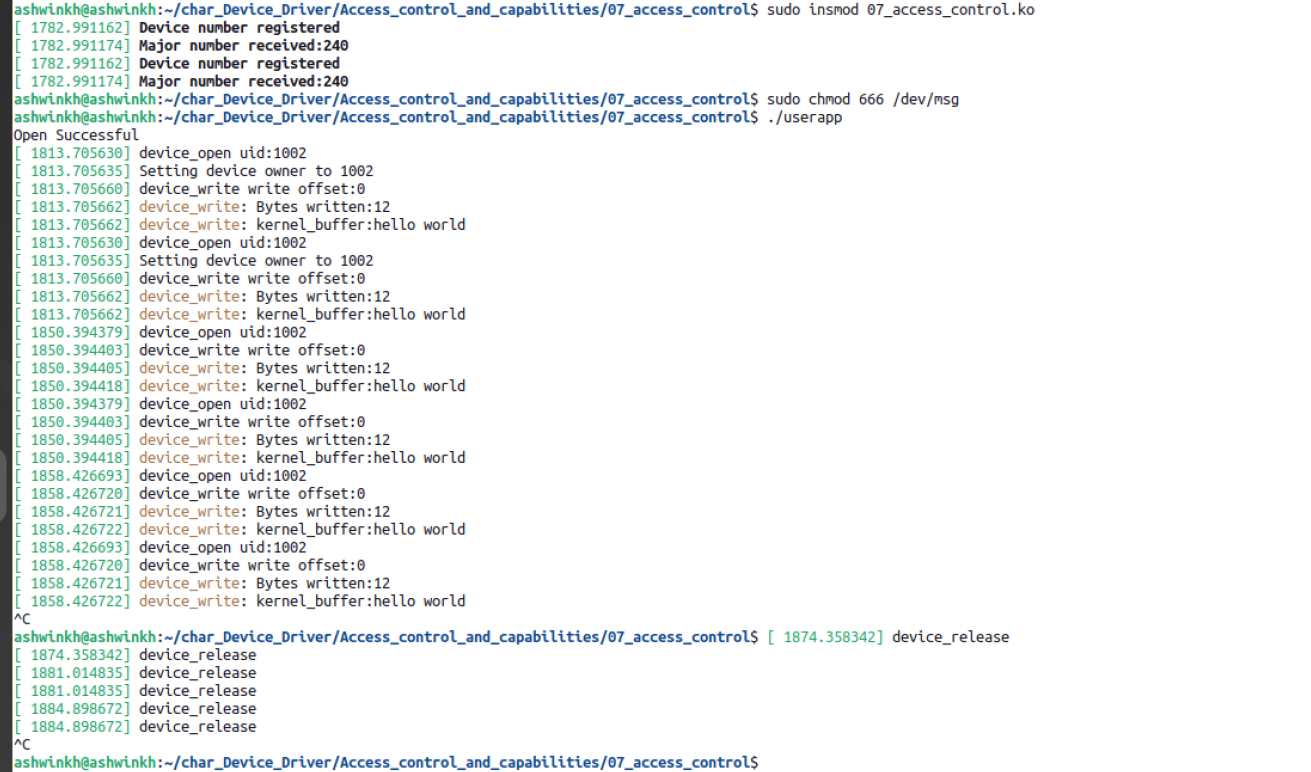 ashwinkh@ashwinkh:~/char_Device_Driver/Access_control_and_capabilities/07_access_control$ sudo insmod 07_access_control.ko
[ 1782.991162] Device number registered
[ 1782.991174] Major number received:240
[ 1782.991162] Device number registered
[ 1782.991174] Major number received:240
ashwinkh@ashwinkh:~/char_Device_Driver/Access_control_and_capabilities/07_access_control$ sudo chmod 666 /dev/msg
ashwinkh@ashwinkh:~/char_Device_Driver/Access_control_and_capabilities/07_access_control$ ./userapp
Open Successful
[ 1813.705630] device_open uid:1002
[ 1813.705635] Setting device owner to 1002
[ 1813.705660] device_write write offset:0
[ 1813.705662] device_write: Bytes written:12
[ 1813.705662] device_write: kernel_buffer:hello world
[ 1813.705630] device_open uid:1002
[ 1813.705635] Setting device owner to 1002
[ 1813.705660] device_write write offset:0
[ 1813.705662] device_write: Bytes written:12
[ 1813.705662] device_write: kernel_buffer:hello world
[ 1850.394379] device_open uid:1002
[ 1850.394403] device_write write offset:0
[ 1850.394405] device_write: Bytes written:12
[ 1850.394418] device_write: kernel_buffer:hello world
[ 1850.394379] device_open uid:1002
[ 1850.394403] device_write write offset:0
[ 1850.394405] device_write: Bytes written:12
[ 1850.394418] device_write: kernel_buffer:hello world
[ 1858.426693] device_open uid:1002
[ 1858.426720] device_write write offset:0
[ 1858.426721] device_write: Bytes written:12
[ 1858.426722] device_write: kernel_buffer:hello world
[ 1858.426693] device_open uid:1002
[ 1858.426720] device_write write offset:0
[ 1858.426721] device_write: Bytes written:12
[ 1858.426722] device_write: kernel_buffer:hello world
^C
ashwinkh@ashwinkh:~/char_Device_Driver/Access_control_and_capabilities/07_access_control$ [ 1874.358342] device_release
[ 1874.358342] device_release
[ 1881.014835] device_release
[ 1881.014835] device_release
[ 1884.898672] device_release
[ 1884.898672] device_release
^C
ashwinkh@ashwinkh:~/char_Device_Driver/Access_control_and_capabilities/07_access_control$